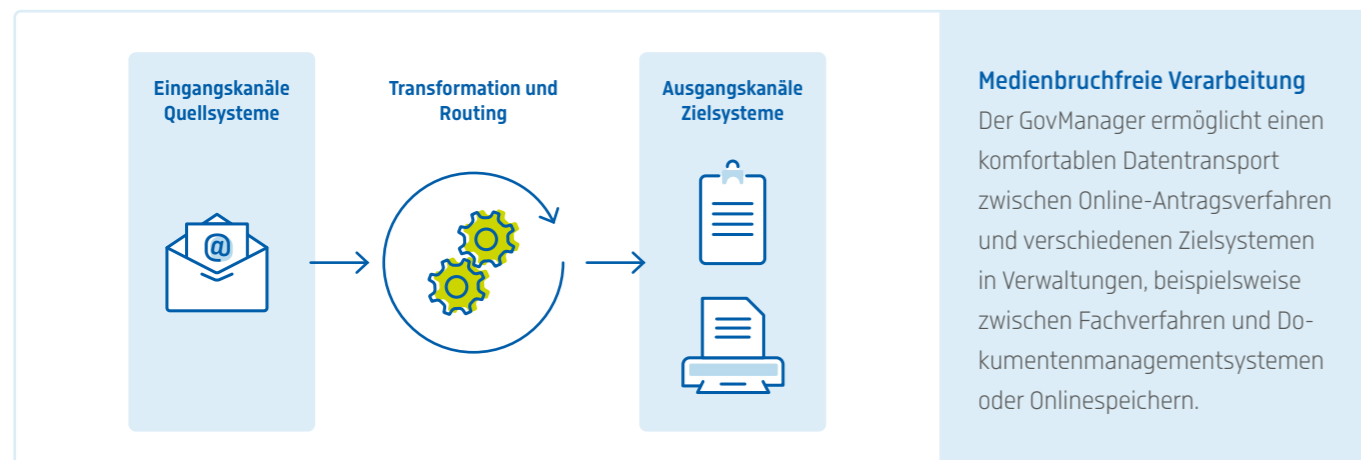 Eingangskanäle
Quellsysteme
Transformation und
Routing
Ausgangskanäle
Zielsysteme
@
Medienbruchfreie Verarbeitung
Der GovManager ermöglicht einen
komfortablen Datentransport
zwischen Online-Antragsverfahren
und verschiedenen Zielsystemen
in Verwaltungen, beispielsweise
zwischen Fachverfahren und Do-
kumentenmanagementsystemen
oder Onlinespeichern.